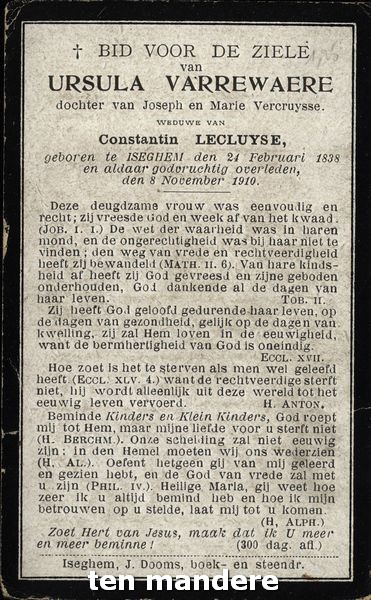 † BID VOOR DE ZIELE
van
URSULA VARREWAERE
dochter van Joseph en Marie Vercruysse.
WEDUWE VAN
Constantin LECLUYSE,
geboren te ISEGHEM den 24 Februari 1838
en aldaar godvruchtig overleden,
den 8 November 1910.
Deze deugdzame vrouw was eenvoudig en
recht; zij vreesde God en week af van het kwaad.
(JOB. I. I.) De wet der waarheid was in haren
mond, en de ongerechtigheid was bij haar niet te
vinden; den weg van vrede en rechtveerdigheid
heeft zij bewandeld (MATH. II. 6). Van hare kinds-
heid af heeft zij God gevreesd en zijne geboden
onderhouden, God dankende al de dagen van
haar leven. TOB. II.
Zij heeft God geloofd gedurende haar leven, op
de dagen van gezondheid, gelijk op de dagen van
kwelling, zij zal Hem loven in de eeuwigheid,
want de bermhertigheid van God is oneindig.
ECCL. XVII.
Hoe zoet is het te sterven als men wel geleefd
heeft (ECCL. XLV. 4.) want de rechtveerdige sterft
niet, hij wordt alleenlijk uit deze wereld tot het
eeuwig leven vervoerd. H. ANTON.
Beminde Kinders en Klein Kinders, God roept
mij tot Hem, maar mijne liefde voor u sterft niet
(H. BERCHM.). Onze scheiding zal niet eeuwig
zijn: in den Hemel moeten wij ons wederzien
(H. AL.). Oefent hetgeen gij van mij geleerd
en gezien hebt, en de God van vrede zal met
u zijn (PHIL. IV.). Heilige Maria, gij weet hoe
zeer ik u altijd bemind heb en hoe ik mijn
betrouwen op u stelde, laat mij tot u komen.
(H, ALPH.)
Zoet Hert van Jesus, maak dat ik U meer
en meer beminne! (300 dag. afl.)
Iseghem, J. Dooms, boek- en steendr.
ten mandere